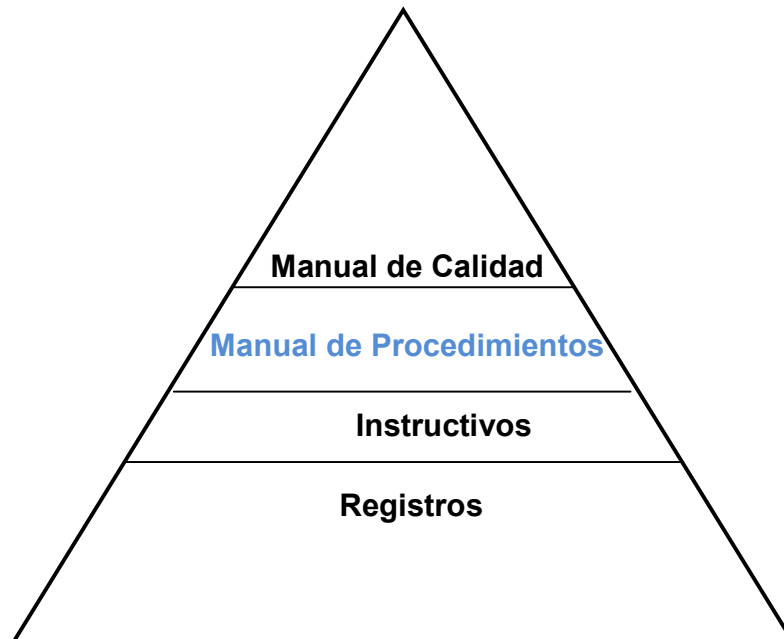 Manual de Calidad
Manual de Procedimientos
Instructivos
Registros